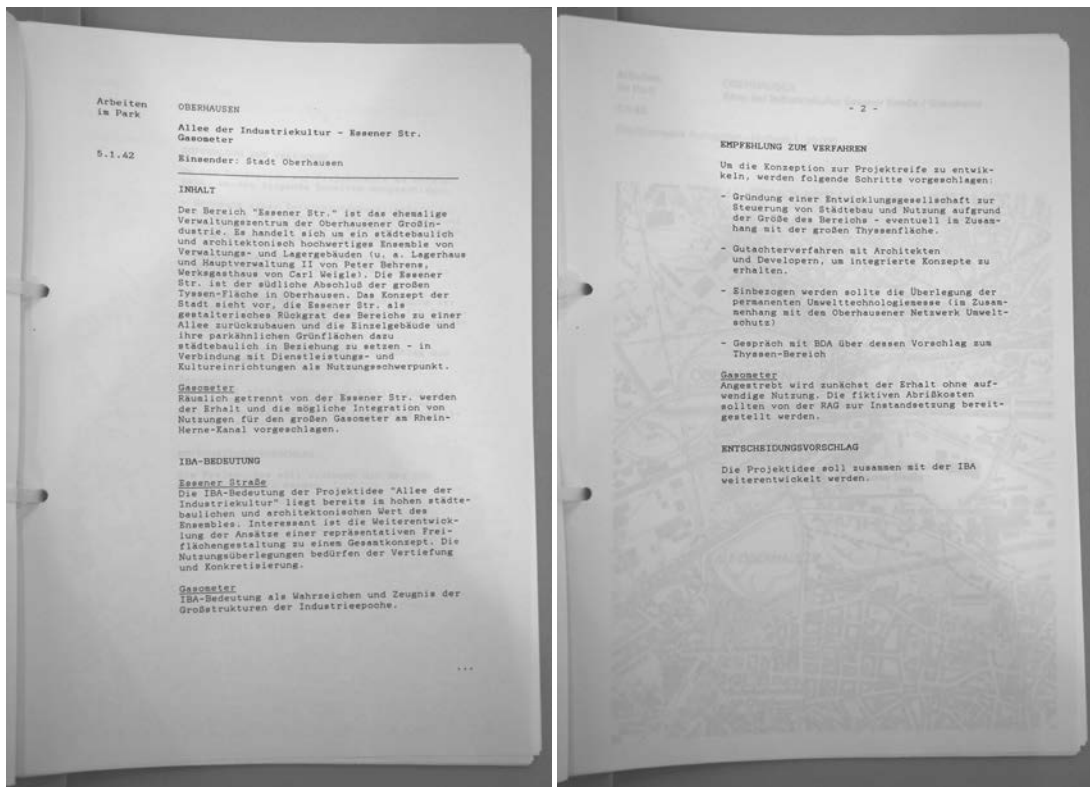 Arbeiten
im Park
5.1.42
OBERHAUSEN
Allee der Industriekultur - Essener Str.
Gasometer
Einsender: Stadt Oberhausen
INHALT
Der Bereich "Essener Str." ist das ehemalige
Verwaltungszentrum der Oberhausener Großin-
dustrie. Es handelt sich um ein städtebaulich
und architektonisch hochwertiges Ensemble von
Verwaltungs- und Lagergebäuden (u. a. Lagerhaus
und Hauptverwaltung II von Peter Behrens,
Werksgasthaus von Carl Weigle). Die Essener
Str. ist der südliche Abschluß der großen
Tyssen-Fläche in Oberhausen. Das Konzept der
Stadt sieht vor, die Essener Str. als
gestalterisches Rückgrat des Bereichs zu einer
Allee zurückzubauen und die Einzelgebäude und
ihre parkähnlichen Grünflächen dazu
städtebaulich in Beziehung zu setzen - in
Verbindung mit Dienstleistungs- und
Kultureinrichtungen als Nutzungsschwerpunkt.
Gasometer
Räumlich getrennt von der Essener Str. werden
der Erhalt und die mögliche Integration von
Nutzungen für den großen Gasometer am Rhein-
Herne-Kanal vorgeschlagen.
IBA-BEDEUTUNG
Essener Straße
Die IBA-Bedeutung der Projektidee "Allee der
Industriekultur" liegt bereits im hohen städte-
baulichen und architektonischen Wert des
Ensembles. Interessant ist die Weiterentwick-
lung der Ansätze einer repräsentativen Frei-
flächengestaltung zu einem Gesamtkonzept. Die
Nutzungsüberlegungen bedürfen der Vertiefung
und Konkretisierung.
Gasometer
IBA-Bedeutung als Wahrzeichen und Zeugnis der
Großstrukturen der Industrieepoche.
...
- 2 -
EMPFEHLUNG ZUM VERFAHREN
Um die Konzeption zur Projektreife zu entwik-
keln, werden folgende Schritte vorgeschlagen:
- Gründung einer Entwicklungsgesellschaft zur
Steuerung von Städtebau und Nutzung aufgrund
der Größe des Bereichs - eventuell im Zusam-
hang mit der großen Thyssenfläche.
- Gutachterverfahren mit Architekten
und Developern, um integrierte Konzepte zu
erhalten.
- Einbezogen werden sollte die Überlegung der
permanenten Umwelttechnologiemesse (im Zusam-
menhang mit dem Oberhausener Netzwerk Umwelt-
schutz)
- Gespräch mit BDA über dessen Vorschlag zum
Thyssen-Bereich
Gasometer
Angestrebt wird zunächst der Erhalt ohne auf-
wendige Nutzung. Die fiktiven Abrißkosten
sollten von der RAG zur Instandsetzung bereit-
gestellt werden.
ENTSCHEIDUNGSVORSCHLAG
Die Projektidee soll zusammen mit der IBA
weiterentwickelt werden.